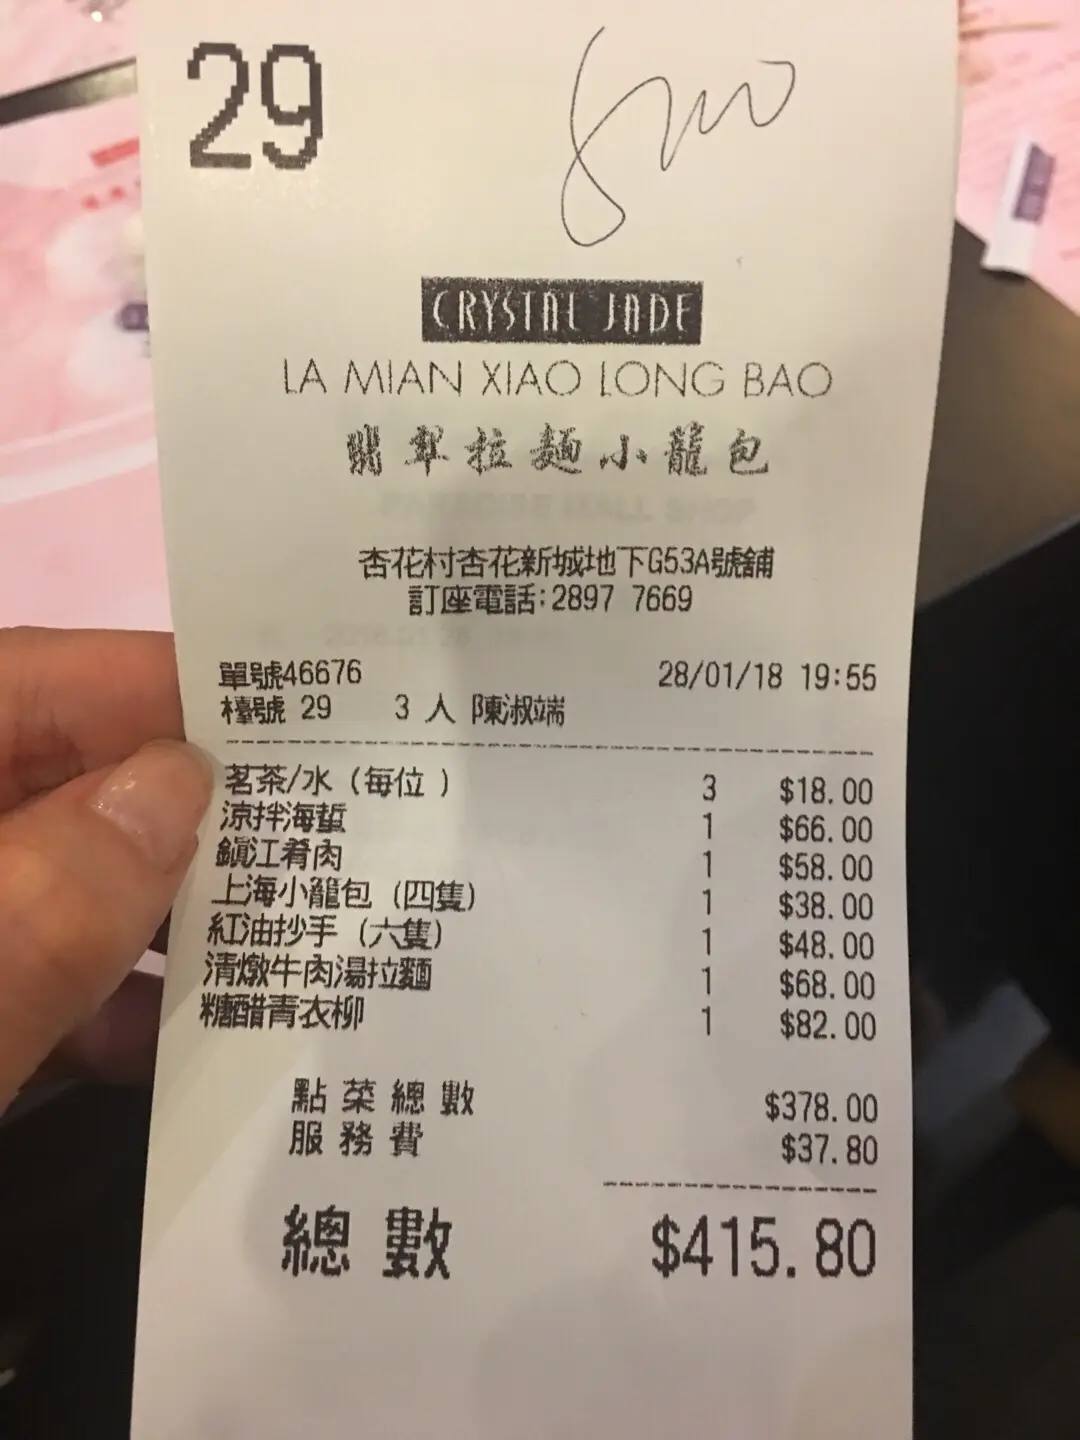 29
CRYSTAL JADE
LA MIAN XIAO LONG BAO
翡翠拉麵小籠包
杏花村杏花新城地下G53A號舖
訂座電話:2897 7669
單號46676 28/01/18 19:55
檯號 29 3 人 陳淑端
茗茶/水 (每位 ) 3 $18.00
涼拌海蜇 1 $66.00
鎭江肴肉 1 $58.00
上海小籠包 (四隻) 1 $38.00
紅油抄手 (六隻) 1 $48.00
清燉牛肉湯拉麵 1 $68.00
糖醋青衣柳 1 $82.00
點菜總數 $378.00
服務費 $37.80
總數 $415.80